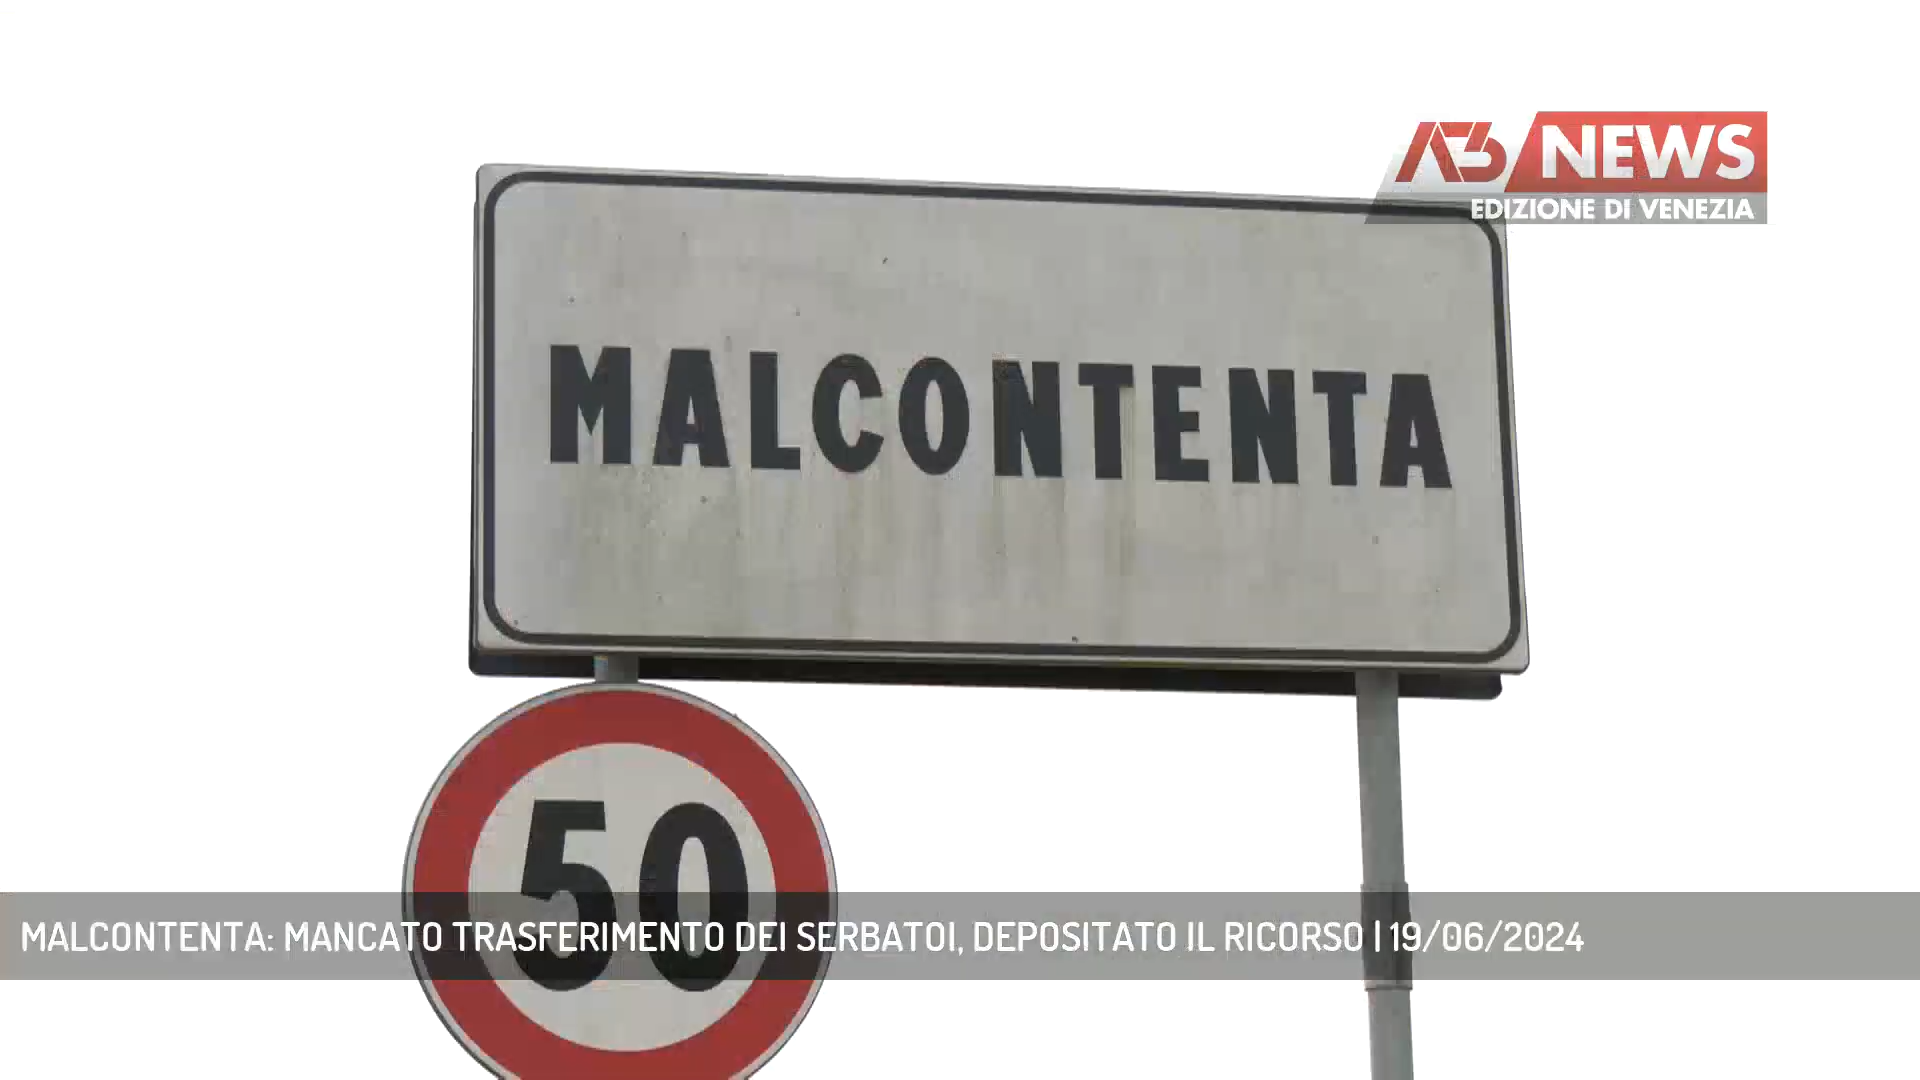 A3 NEWS
EDIZIONE DI VENEZIA
MALCONTENTA
50
MALCONTENTA: MANCATO TRASFERIMENTO DEI SERBATOI, DEPOSITATO IL RICORSO | 19/06/2024